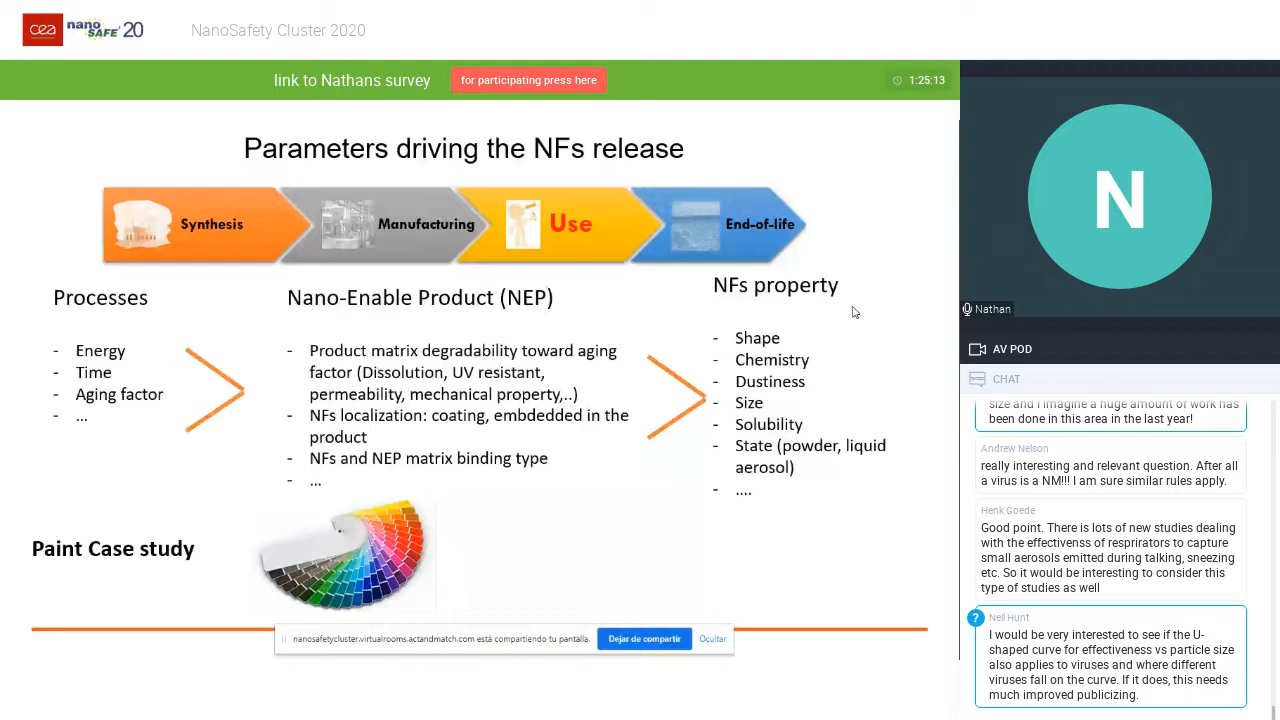 cea nano SAFE' 20
NanoSafety Cluster 2020
link to Nathans survey
for participating press here
1:25:13
Parameters driving the NFs release
Synthesis
Manufacturing
Use
End-of-life
Processes
- Energy
- Time
- Aging factor
- ...
Nano-Enable Product (NEP)
- Product matrix degradability toward aging
factor (Dissolution, UV resistant,
permeability, mechanical property,..)
- NFs localization: coating, embdedded in the
product
- NFs and NEP matrix binding type
- ...
NFs property
- Shape
- Chemistry
- Dustiness
- Size
- Solubility
- State (powder, liquid
aerosol)
- ....
Paint Case study
nanosafetycluster.virtualrooms.actandmatch.com está compartiendo tu pantalla.
Dejar de compartir
Ocultar
N
Nathan
AV POD
CHAT
size and I imagine a huge amount of work has
been done in this area in the last year!
Andrew Nelson
really interesting and relevant question. After all
a virus is a NM!!! I am sure similar rules apply.
Henk Goede
Good point. There is lots of new studies dealing
with the effectivenss of resprirators to capture
small aerosols emitted during talking, sneezing
etc. So it would be interesting to consider this
type of studies as well
?
Neil Hunt
I would be very interested to see if the U-
shaped curve for effectiveness vs particle size
also applies to viruses and where different
viruses fall on the curve. If it does, this needs
much improved publicizing.